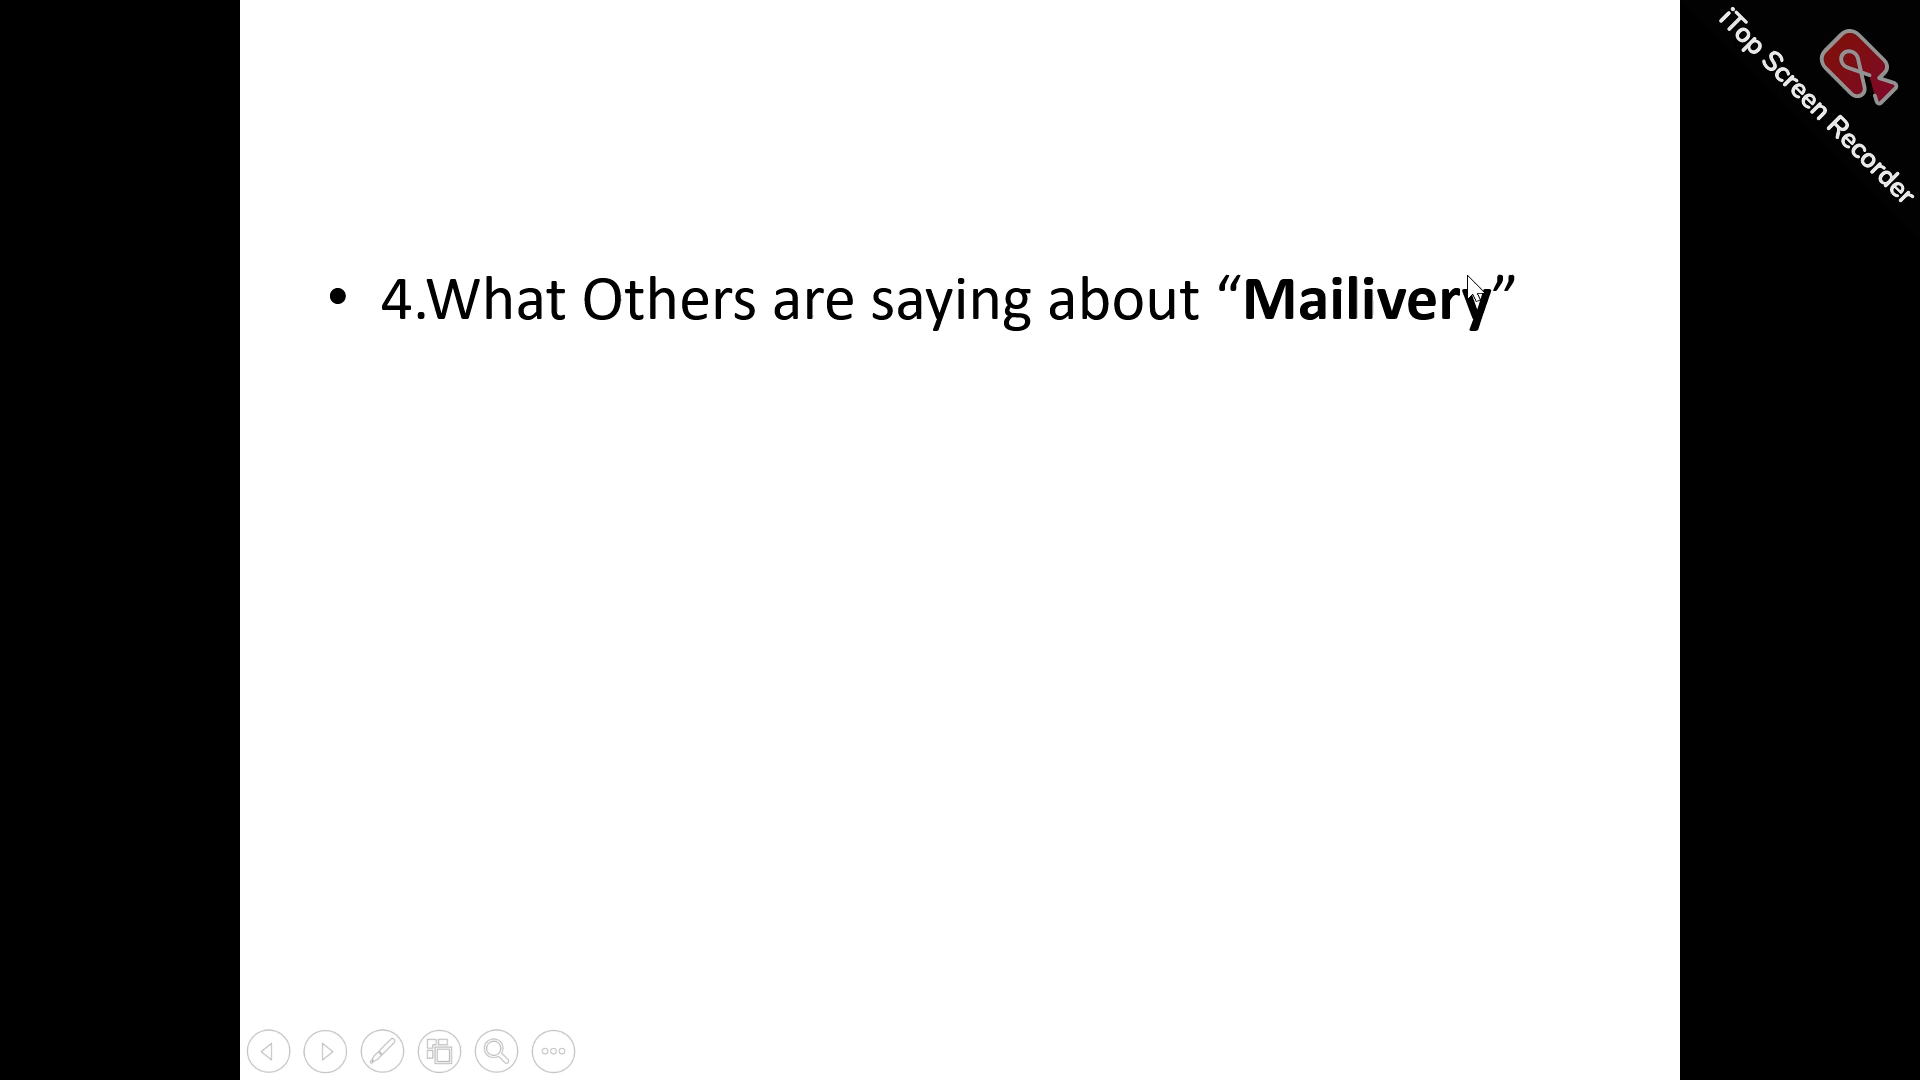 iTop Screen Recorder
• 4.What Others are saying about “Mailivery”